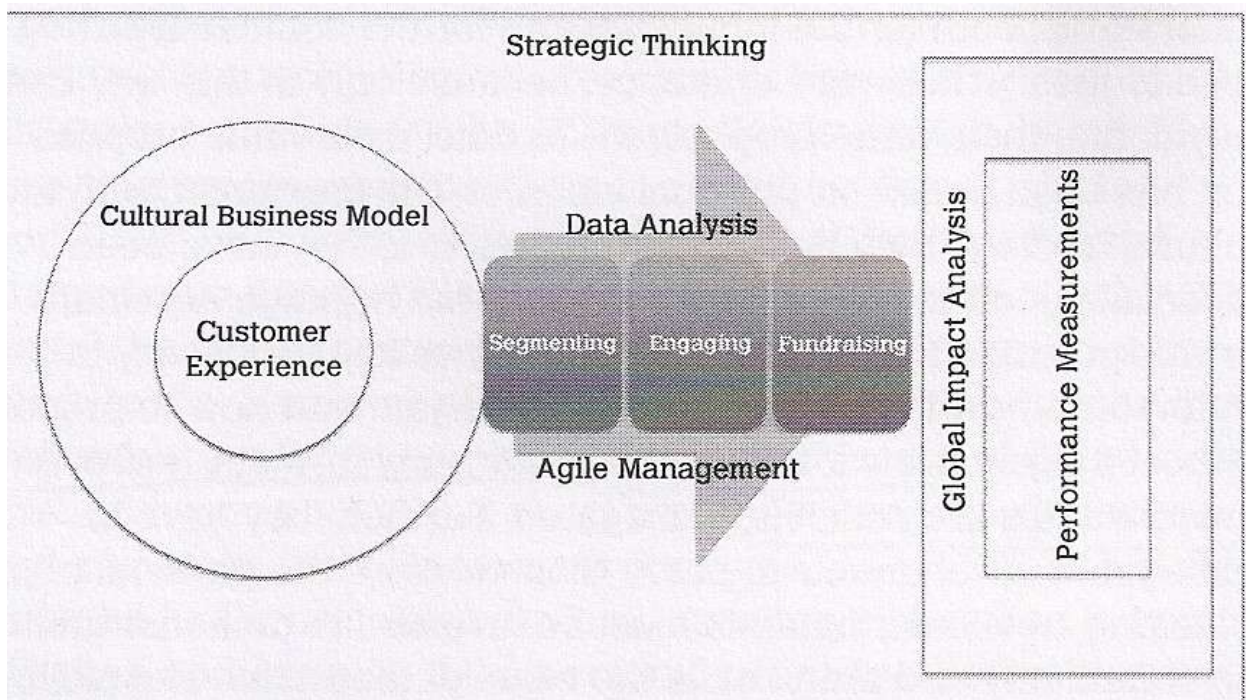 Strategic Thinking
Cultural Business Model
Customer
Experience
Data Analysis
Segmenting
Engaging
Fundraising
Agile Management
Global Impact Analysis
Performance Measurements